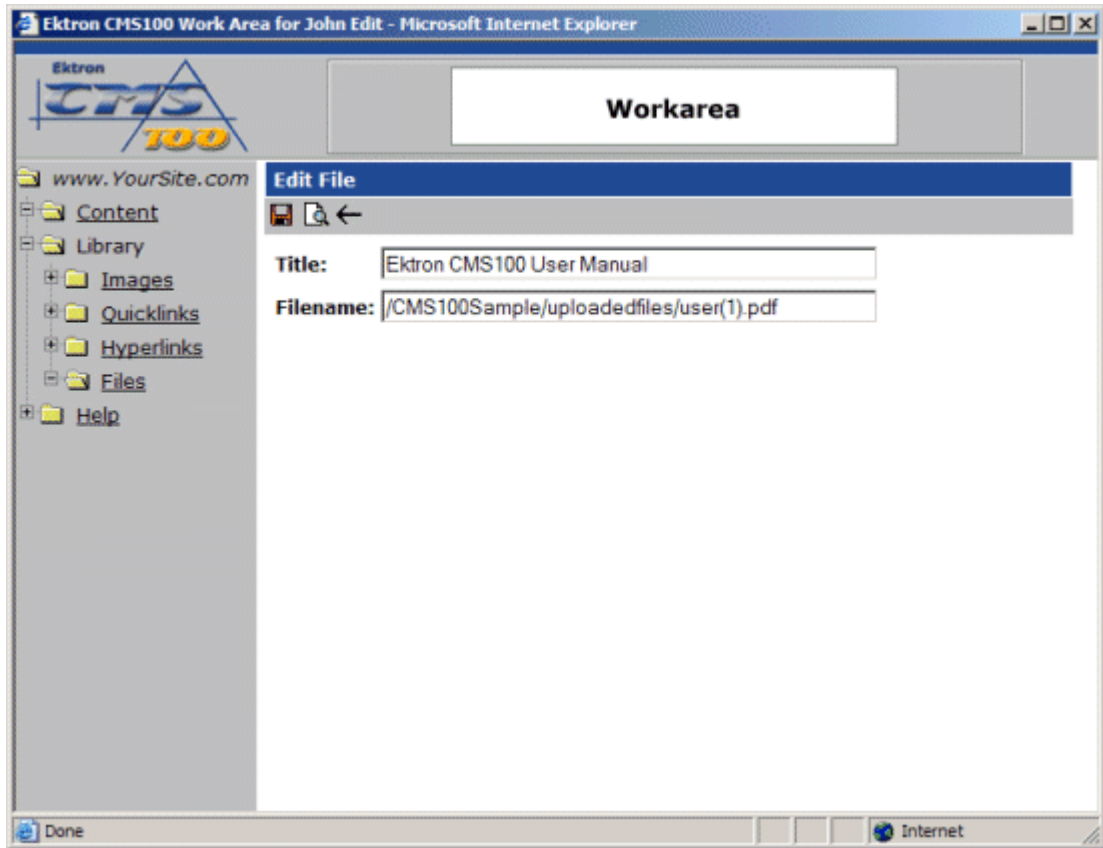 Ektron CMS100 Work Area for John Edit - Microsoft Internet Explorer
Ektron
CMS
100
Workarea
www.YourSite.com
Content
Library
Images
Quicklinks
Hyperlinks
Files
Help
Edit File
Title: Ektron CMS100 User Manual
Filename: /CMS100Sample/uploadedfiles/user(1).pdf
Done
Internet